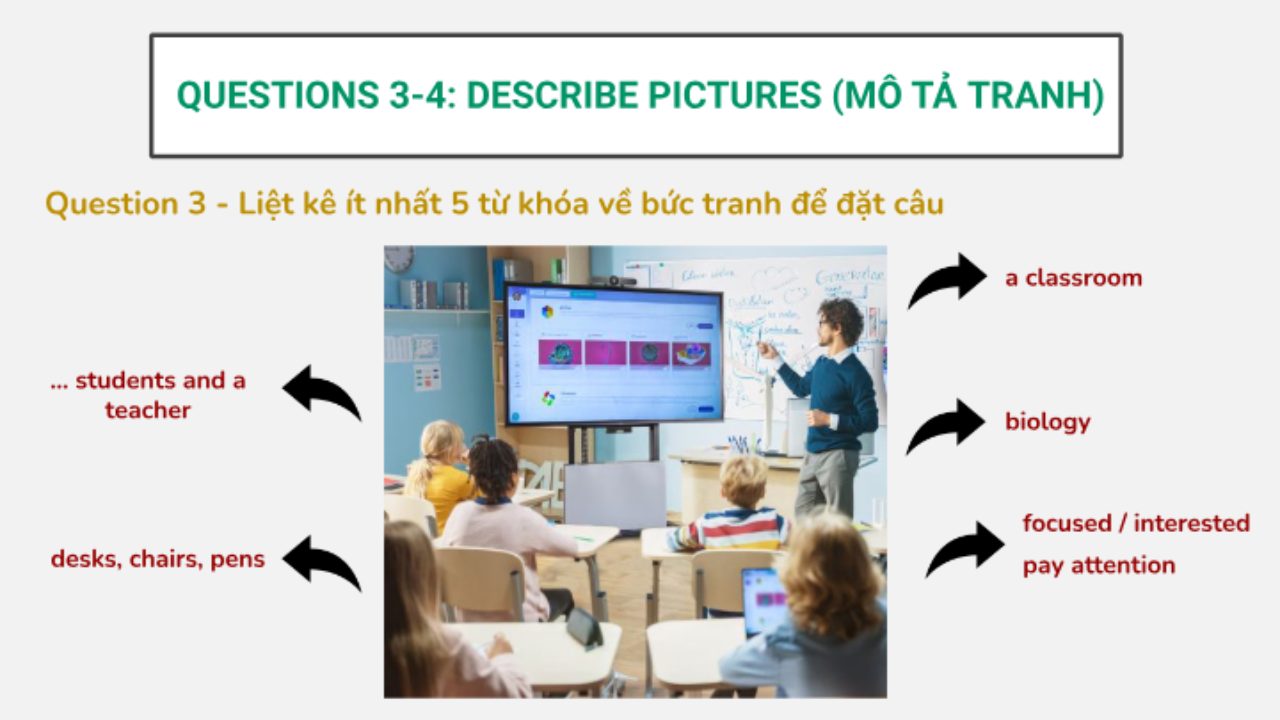 QUESTIONS 3-4: DESCRIBE PICTURES (MÔ TẢ TRANH)
Question 3 - Liệt kê ít nhất 5 từ khóa về bức tranh để đặt câu
a classroom
... students and a
teacher
biology
desks, chairs, pens
focused / interested
pay attention